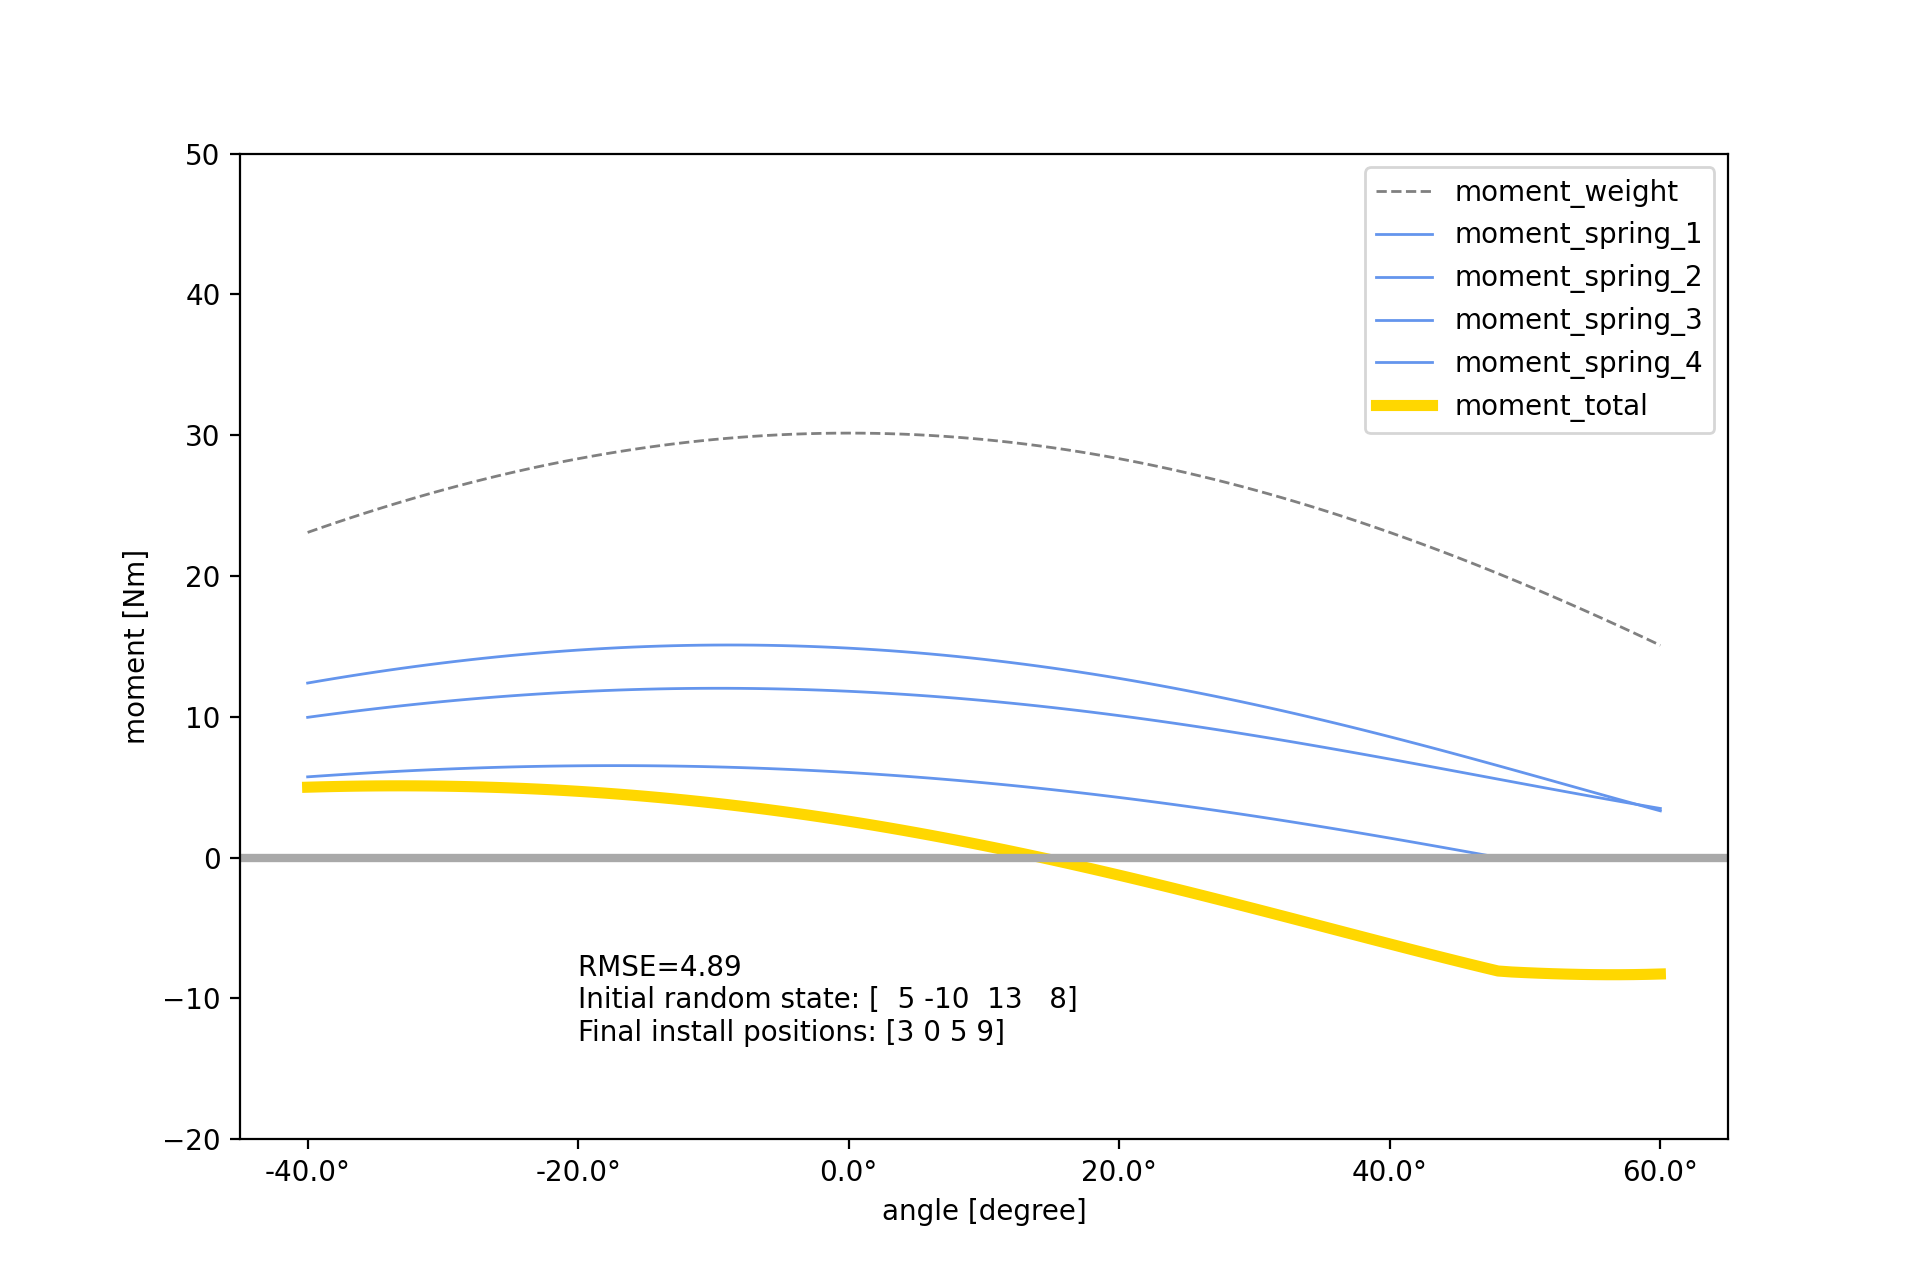 50
40
30
20
10
0
−10
−20
moment [Nm]
moment_weight
moment_spring_1
moment_spring_2
moment_spring_3
moment_spring_4
moment_total
RMSE=4.89
Initial random state: [  5 -10  13   8]
Final install positions: [3 0 5 9]
-40.0°
-20.0°
0.0°
20.0°
40.0°
60.0°
angle [degree]